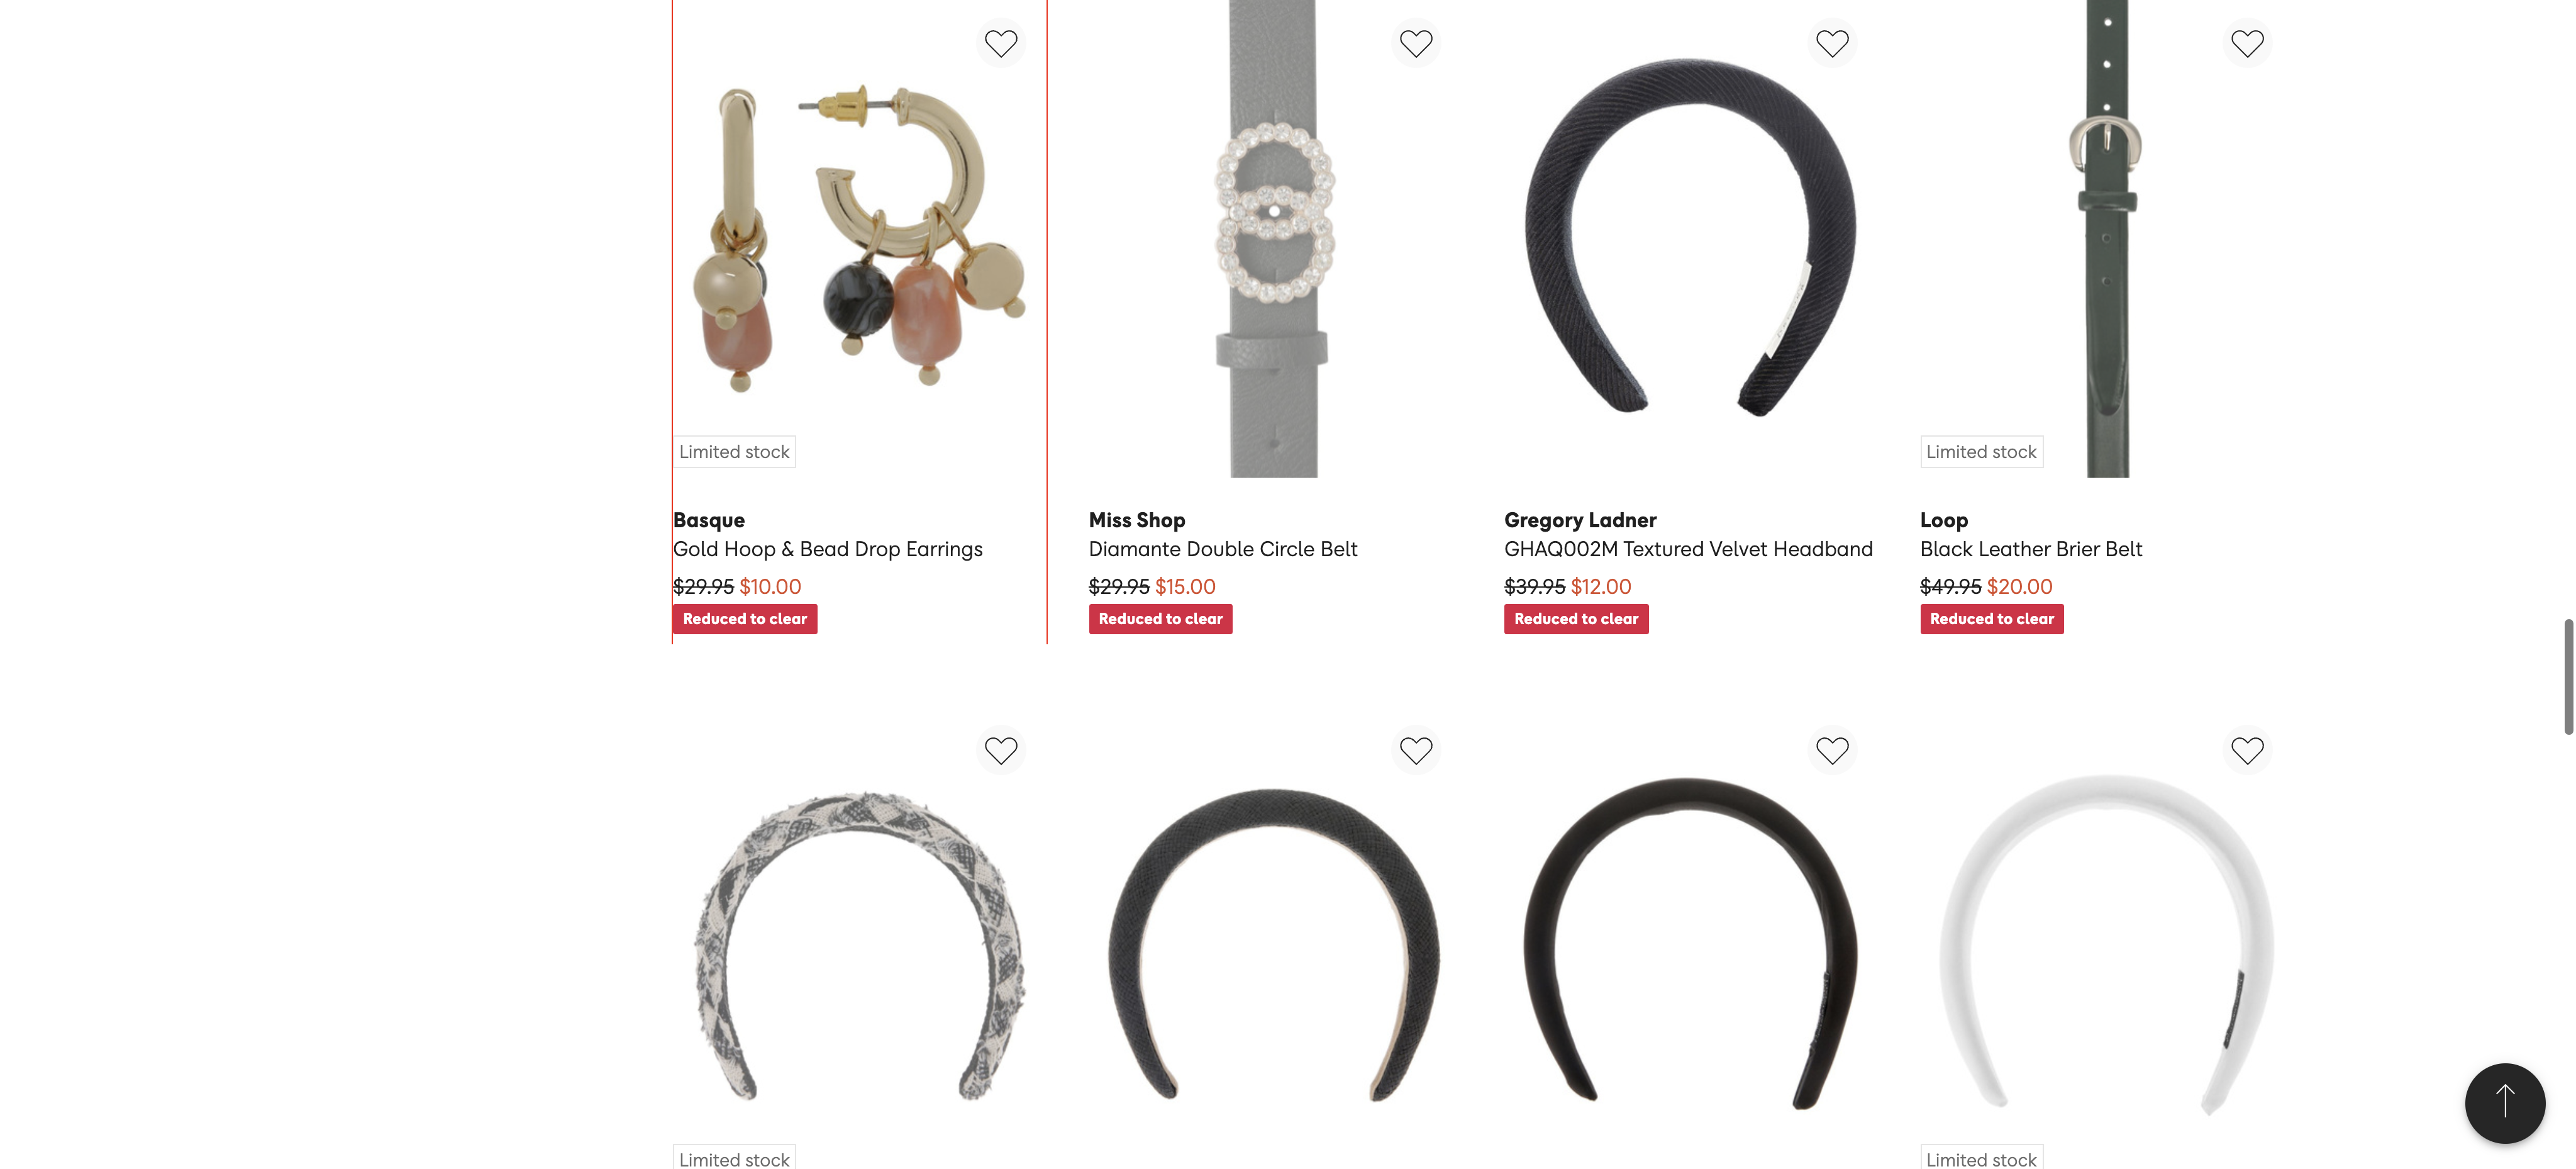 Limited stock
Basque
Gold Hoop & Bead Drop Earrings
$29.95 $10.00
Reduced to clear
Miss Shop
Diamante Double Circle Belt
$29.95 $15.00
Reduced to clear
Gregory Ladner
GHAQ002M Textured Velvet Headband
$39.95 $12.00
Reduced to clear
Limited stock
Loop
Black Leather Brier Belt
$49.95 $20.00
Reduced to clear
Limited stock
Limited stock